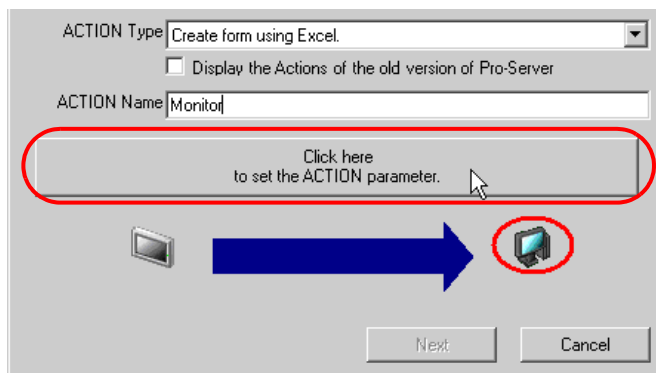 ACTION Type Create form using Excel.
Display the Actions of the old version of Pro-Server
ACTION Name Monitor
Click here
to set the ACTION parameter.
Next Cancel